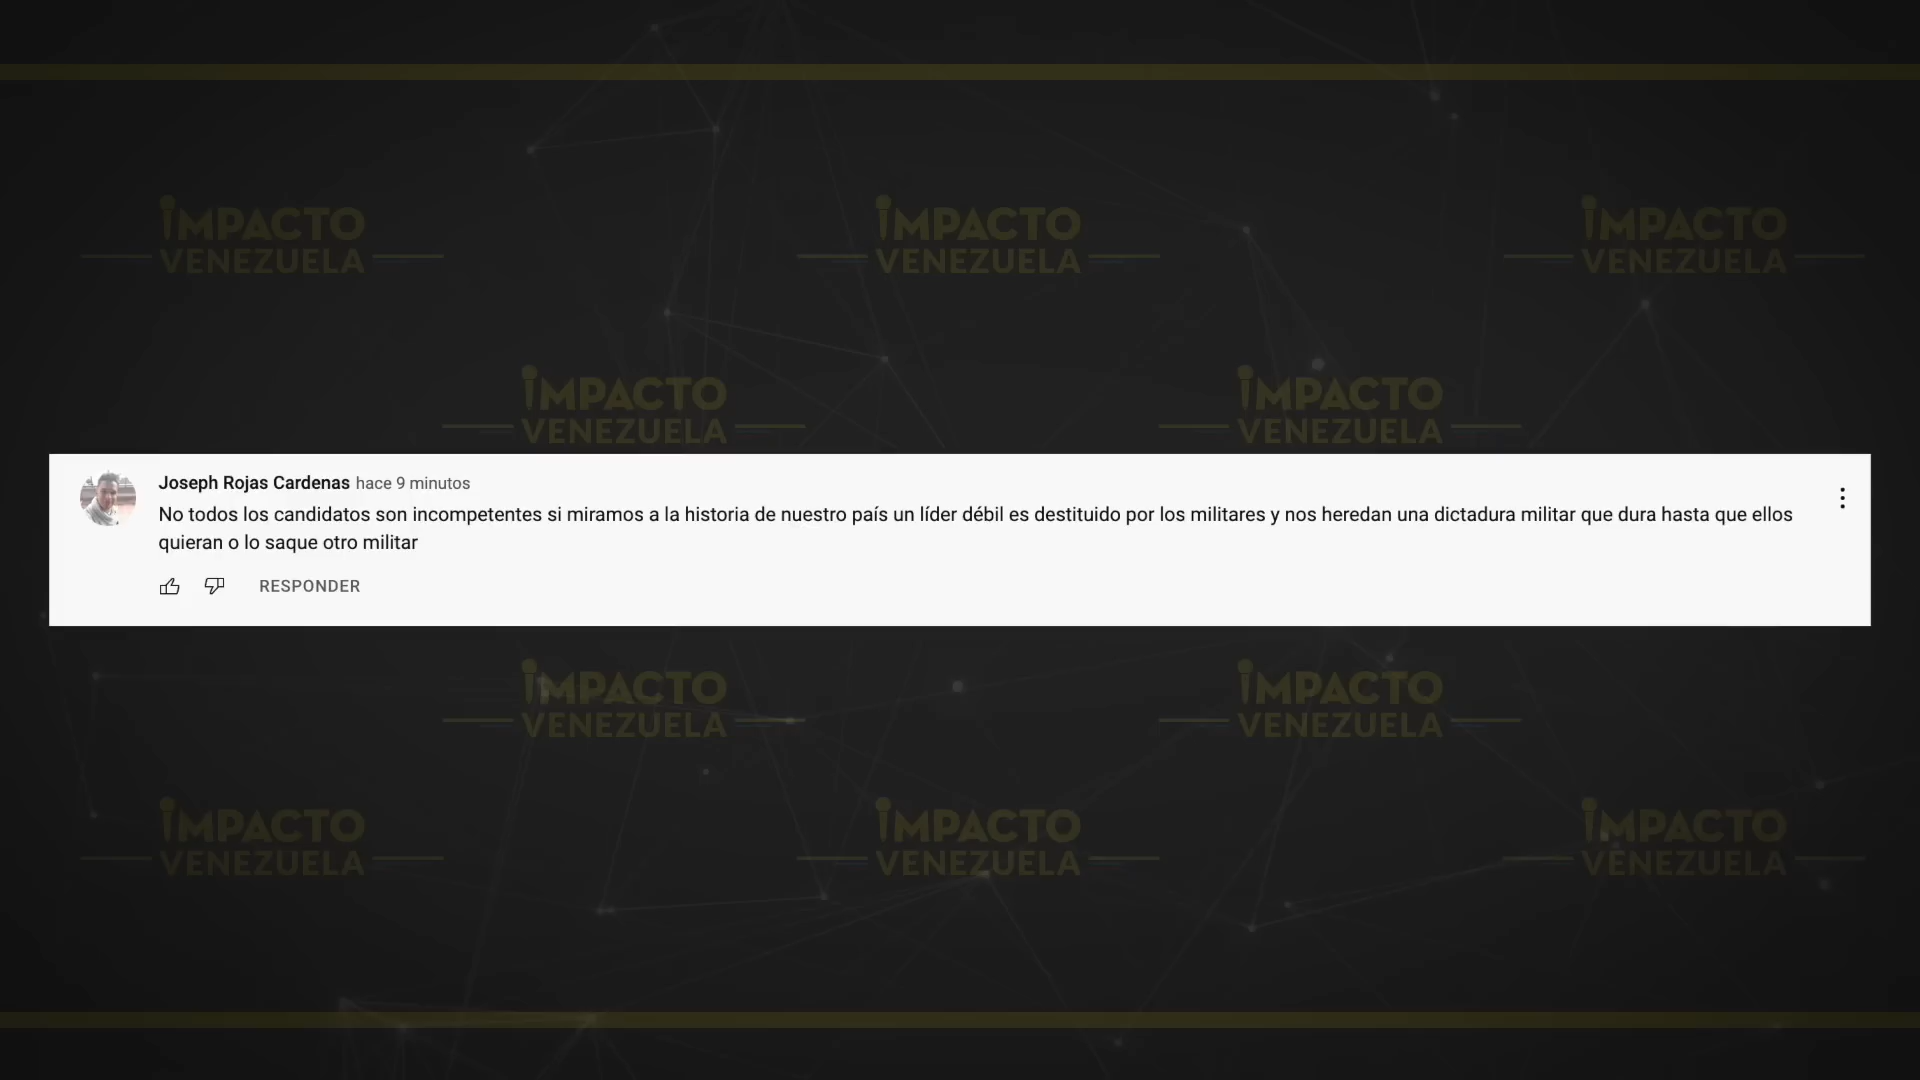 IMPACTO IMPACTO IMPACTO
VENEZUELA VENEZUELA VENEZUELA
IMPACTO IMPACTO
VENEZUELA VENEZUELA
Joseph Rojas Cardenas hace 9 minutos
No todos los candidatos son incompetentes si miramos a la historia de nuestro país un líder débil es destituido por los militares y nos heredan una dictadura militar que dura hasta que ellos
quieran o lo saque otro militar
RESPONDER
IMPACTO IMPACTO
VENEZUELA VENEZUELA
IMPACTO IMPACTO IMPACTO
VENEZUELA VENEZUELA VENEZUELA